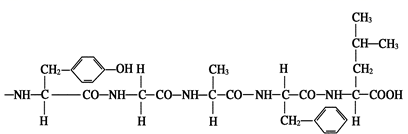 CH₃
CH—CH₃
CH₂—OH H CH₃ H CH₂
–NH—C—CO—NH—C—CO—NH—C—CO—NH—C—CO—NH—C—COOH
H H H CH₂— H